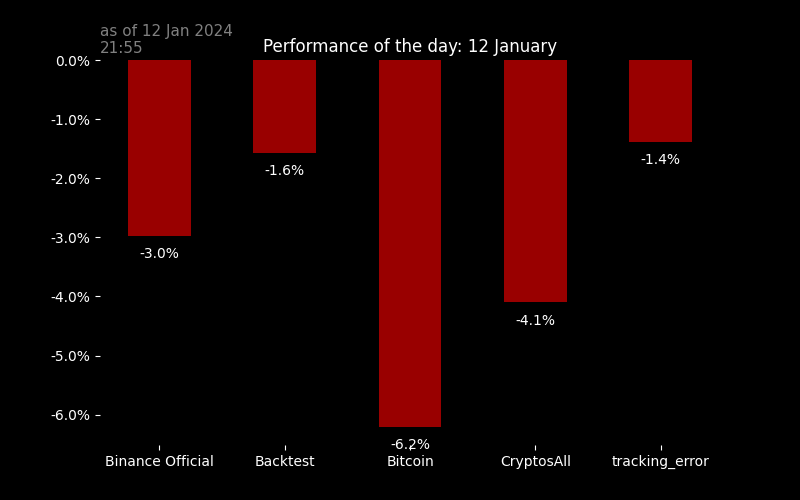 as of 12 Jan 2024
21:55
Performance of the day: 12 January
0.0%
-1.0%
-2.0%
-3.0%
-4.0%
-5.0%
-6.0%
-3.0%
-1.6%
-6.2%
-4.1%
-1.4%
Binance Official
Backtest
Bitcoin
CryptosAll
tracking_error